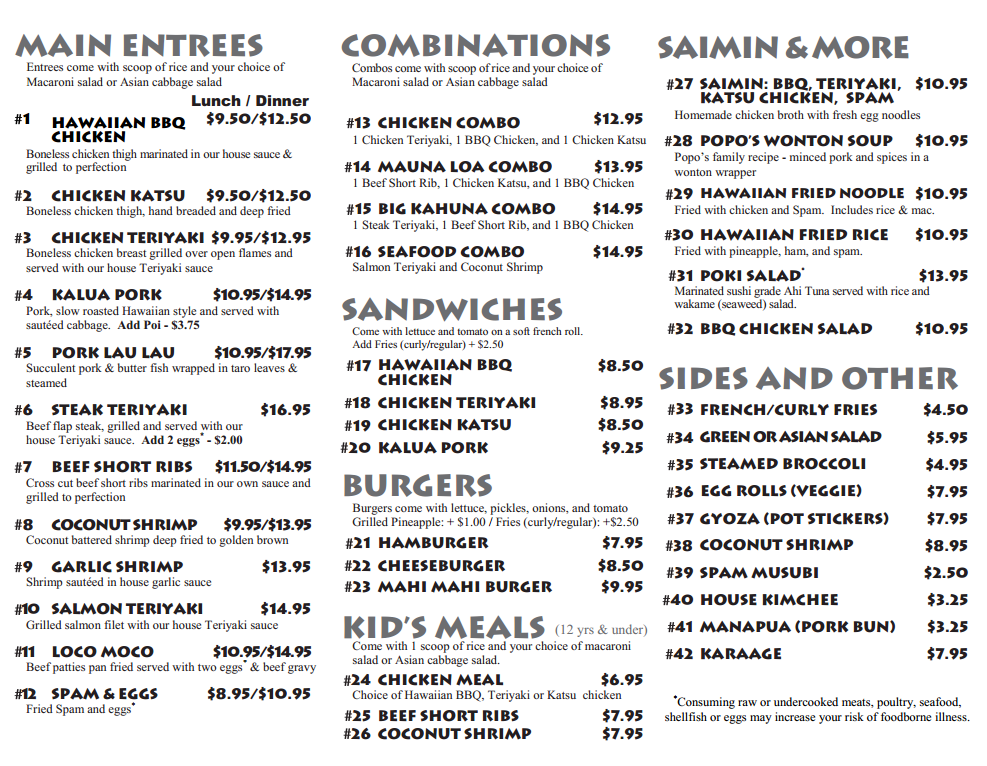 MAIN ENTREES
Entrees come with scoop of rice and your choice of
Macaroni salad or Asian cabbage salad
Lunch / Dinner
#1 HAWAIIAN BBQ $9.50/$12.50
CHICKEN
Boneless chicken thigh marinated in our house sauce &
grilled to perfection
#2 CHICKEN KATSU $9.50/$12.50
Boneless chicken thigh, hand breaded and deep fried
#3 CHICKEN TERIYAKI $9.95/$12.95
Boneless chicken breast grilled over open flames and
served with our house Teriyaki sauce
#4 KALUA PORK $10.95/$14.95
Pork, slow roasted Hawaiian style and served with
sautéed cabbage. Add Poi - $3.75
#5 PORK LAU LAU $10.95/$17.95
Succulent pork & butter fish wrapped in taro leaves &
steamed
#6 STEAK TERIYAKI $16.95
Beef flap steak, grilled and served with our
house Teriyaki sauce. Add 2 eggs* - $2.00
#7 BEEF SHORT RIBS $11.50/$14.95
Cross cut beef short ribs marinated in our own sauce and
grilled to perfection
#8 COCONUT SHRIMP $9.95/$13.95
Coconut battered shrimp deep fried to golden brown
#9 GARLIC SHRIMP $13.95
Shrimp sautéed in house garlic sauce
#10 SALMON TERIYAKI $14.95
Grilled salmon filet with our house Teriyaki sauce
#11 LOCO MOCO $10.95/$14.95
Beef patties pan fried served with two eggs* & beef gravy
#12 SPAM & EGGS $8.95/$10.95
Fried Spam and eggs*
COMBINATIONS
Combos come with scoop of rice and your choice of
Macaroni salad or Asian cabbage salad
#13 CHICKEN COMBO $12.95
1 Chicken Teriyaki, 1 BBQ Chicken, and 1 Chicken Katsu
#14 MAUNA LOA COMBO $13.95
1 Beef Short Rib, 1 Chicken Katsu, and 1 BBQ Chicken
#15 BIG KAHUNA COMBO $14.95
1 Steak Teriyaki, 1 Beef Short Rib, and 1 BBQ Chicken
#16 SEAFOOD COMBO $14.95
Salmon Teriyaki and Coconut Shrimp
SANDWICHES
Come with lettuce and tomato on a soft french roll.
Add Fries (curly/regular) + $2.50
#17 HAWAIIAN BBQ $8.50
CHICKEN
#18 CHICKEN TERIYAKI $8.95
#19 CHICKEN KATSU $8.50
#20 KALUA PORK $9.25
BURGERS
Burgers come with lettuce, pickles, onions, and tomato
Grilled Pineapple: + $1.00 / Fries (curly/regular): +$2.50
#21 HAMBURGER $7.95
#22 CHEESEBURGER $8.50
#23 MAHI MAHI BURGER $9.95
KID'S MEALS (12 yrs & under)
Come with 1 scoop of rice and your choice of macaroni
salad or Asian cabbage salad.
#24 CHICKEN MEAL $6.95
Choice of Hawaiian BBQ, Teriyaki or Katsu chicken
#25 BEEF SHORT RIBS $7.95
#26 COCONUT SHRIMP $7.95
SAIMIN & MORE
#27 SAIMIN: BBQ, TERIYAKI, $10.95
KATSU CHICKEN, SPAM
Homemade chicken broth with fresh egg noodles
#28 POPO'S WONTON SOUP $10.95
Popo's family recipe - minced pork and spices in a
wonton wrapper
#29 HAWAIIAN FRIED NOODLE $10.95
Fried with chicken and Spam. Includes rice & mac.
#30 HAWAIIAN FRIED RICE $10.95
Fried with pineapple, ham, and spam.
#31 POKI SALAD* $13.95
Marinated sushi grade Ahi Tuna served with rice and
wakame (seaweed) salad.
#32 BBQ CHICKEN SALAD $10.95
SIDES AND OTHER
#33 FRENCH/CURLY FRIES $4.50
#34 GREEN OR ASIAN SALAD $5.95
#35 STEAMED BROCCOLI $4.95
#36 EGG ROLLS (VEGGIE) $7.95
#37 GYOZA (POT STICKERS) $7.95
#38 COCONUT SHRIMP $8.95
#39 SPAM MUSUBI $2.50
#40 HOUSE KIMCHEE $3.25
#41 MANAPUA (PORK BUN) $3.25
#42 KARAAGE $7.95
*Consuming raw or undercooked meats, poultry, seafood,
shellfish or eggs may increase your risk of foodborne illness.